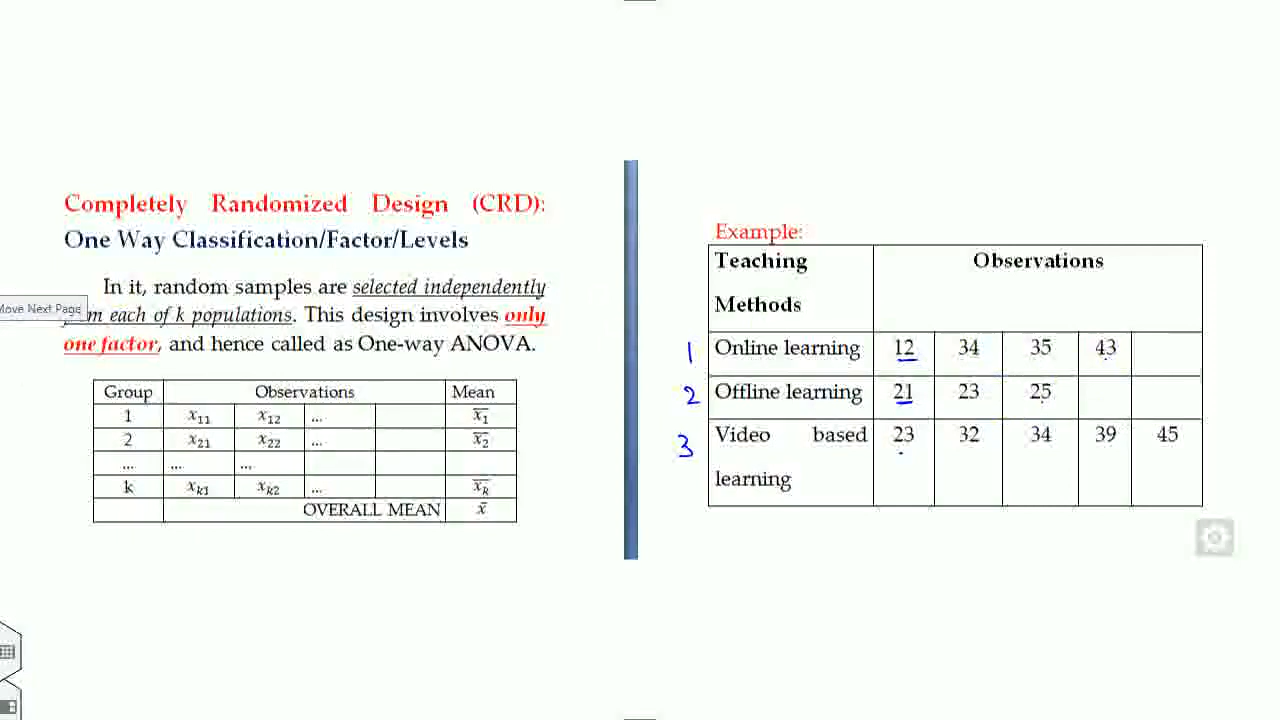 Completely Randomized Design (CRD):
One Way Classification/Factor/Levels
In it, random samples are selected independently
Move Next Page
each of k populations. This design involves only
one factor, and hence called as One-way ANOVA.
Group Observations Mean
1 x₁₁ x₁₂ ... x̄₁
2 x₂₁ x₂₂ ... x̄₂
... ... ...
k xₖ₁ xₖ₂ ... x̄ₖ
OVERALL MEAN x̄
Example:
Teaching Observations
Methods
1 Online learning 12 34 35 43
2 Offline learning 21 23 25
3 Video based 23 32 34 39 45
learning